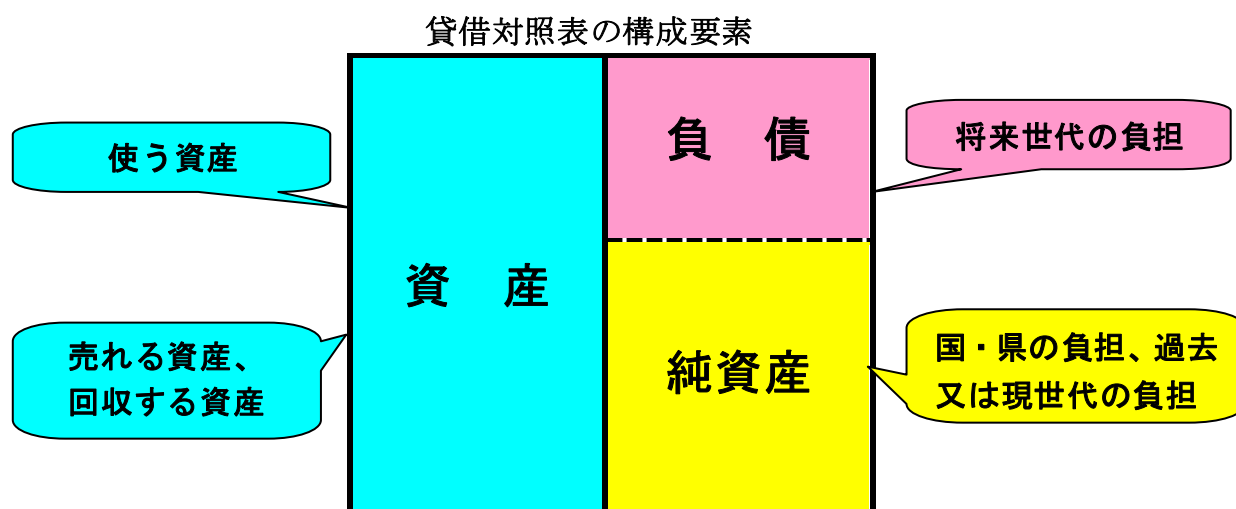 貸借対照表の構成要素
使う資産
売れる資産、
回収する資産
資　産
負　債
純資産
将来世代の負担
国・県の負担、過去
又は現世代の負担